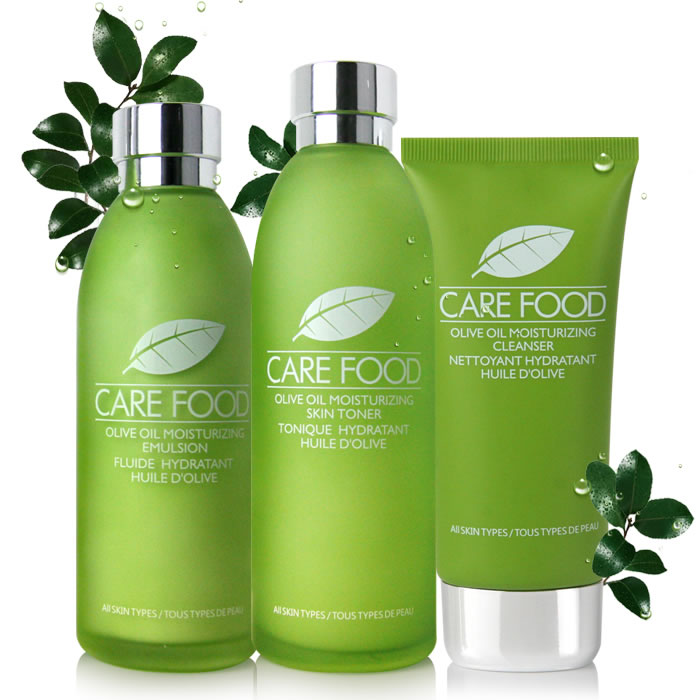 CARE FOOD
OLIVE OIL MOISTURIZING
EMULSION
FLUIDE HYDRATANT
HUILE D'OLIVE
All SKIN TYPES / TOUS TYPES DE PEAU
CARE FOOD
OLIVE OIL MOISTURIZING
SKIN TONER
TONIQUE HYDRATANT
HUILE D'OLIVE
All SKIN TYPES / TOUS TYPES DE PEAU
CARE FOOD
OLIVE OIL MOISTURIZING
CLEANSER
NETTOYANT HYDRATANT
HUILE D'OLIVE
All SKIN TYPES / TOUS TYPES DE PEAU